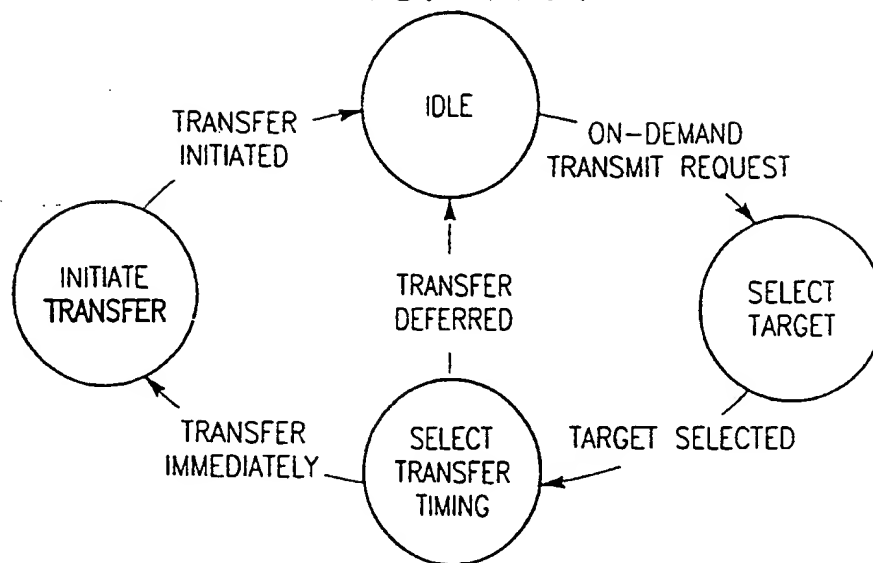 IDLE
TRANSFER
INITIATED
ON-DEMAND
TRANSMIT REQUEST
INITIATE
TRANSFER
TRANSFER
DEFERRED
SELECT
TARGET
TRANSFER
IMMEDIATELY
SELECT
TRANSFER
TIMING
TARGET SELECTED